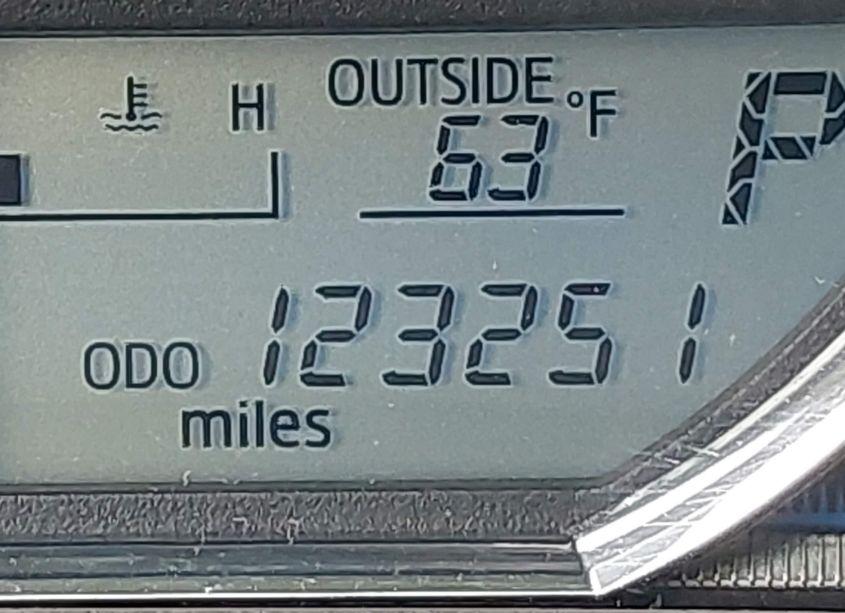 H OUTSIDE °F P
63
ODO 123251
miles